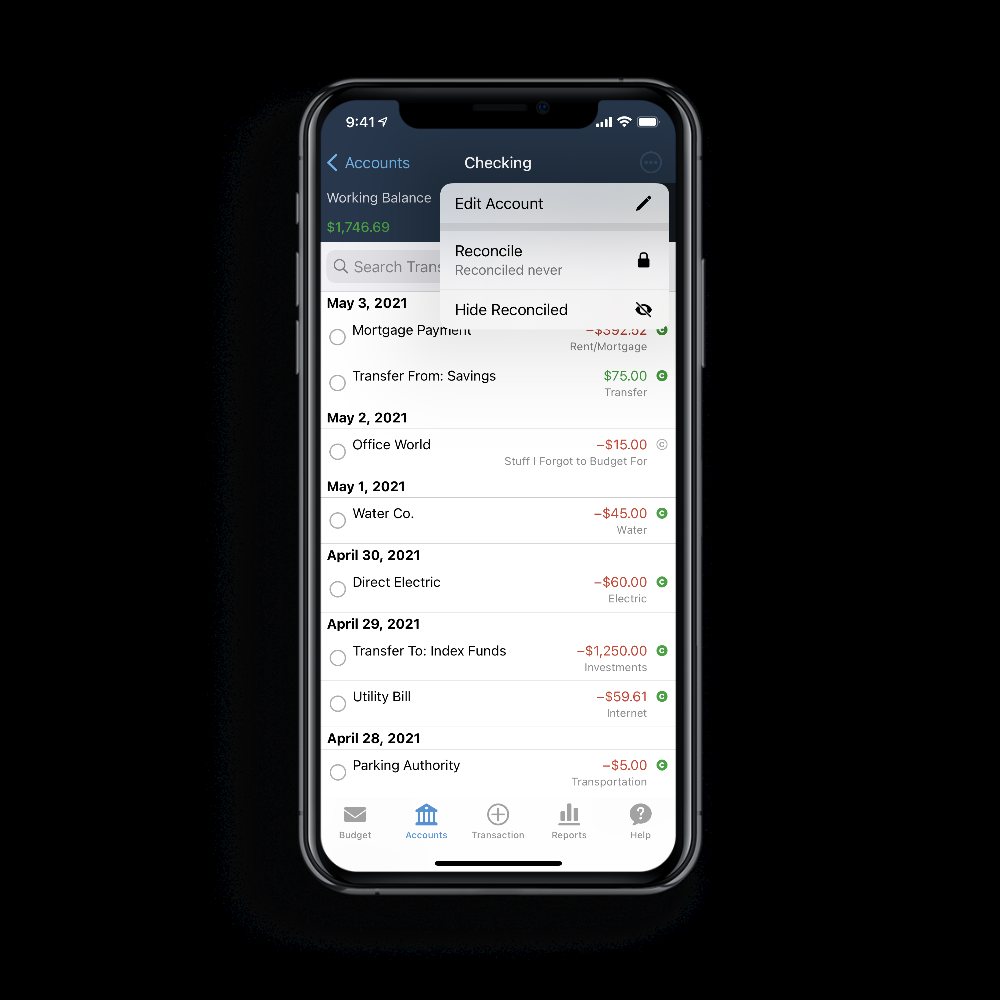 9:41
Accounts
Checking
Working Balance
$1,746.69
Edit Account
Reconcile
Reconciled never
Hide Reconciled
Search Trans
May 3, 2021
Mortgage Payment
−$392.52
Rent/Mortgage
Transfer From: Savings
$75.00
Transfer
May 2, 2021
Office World
−$15.00
Stuff I Forgot to Budget For
May 1, 2021
Water Co.
−$45.00
Water
April 30, 2021
Direct Electric
−$60.00
Electric
April 29, 2021
Transfer To: Index Funds
−$1,250.00
Investments
Utility Bill
−$59.61
Internet
April 28, 2021
Parking Authority
−$5.00
Transportation
Budget
Accounts
Transaction
Reports
Help